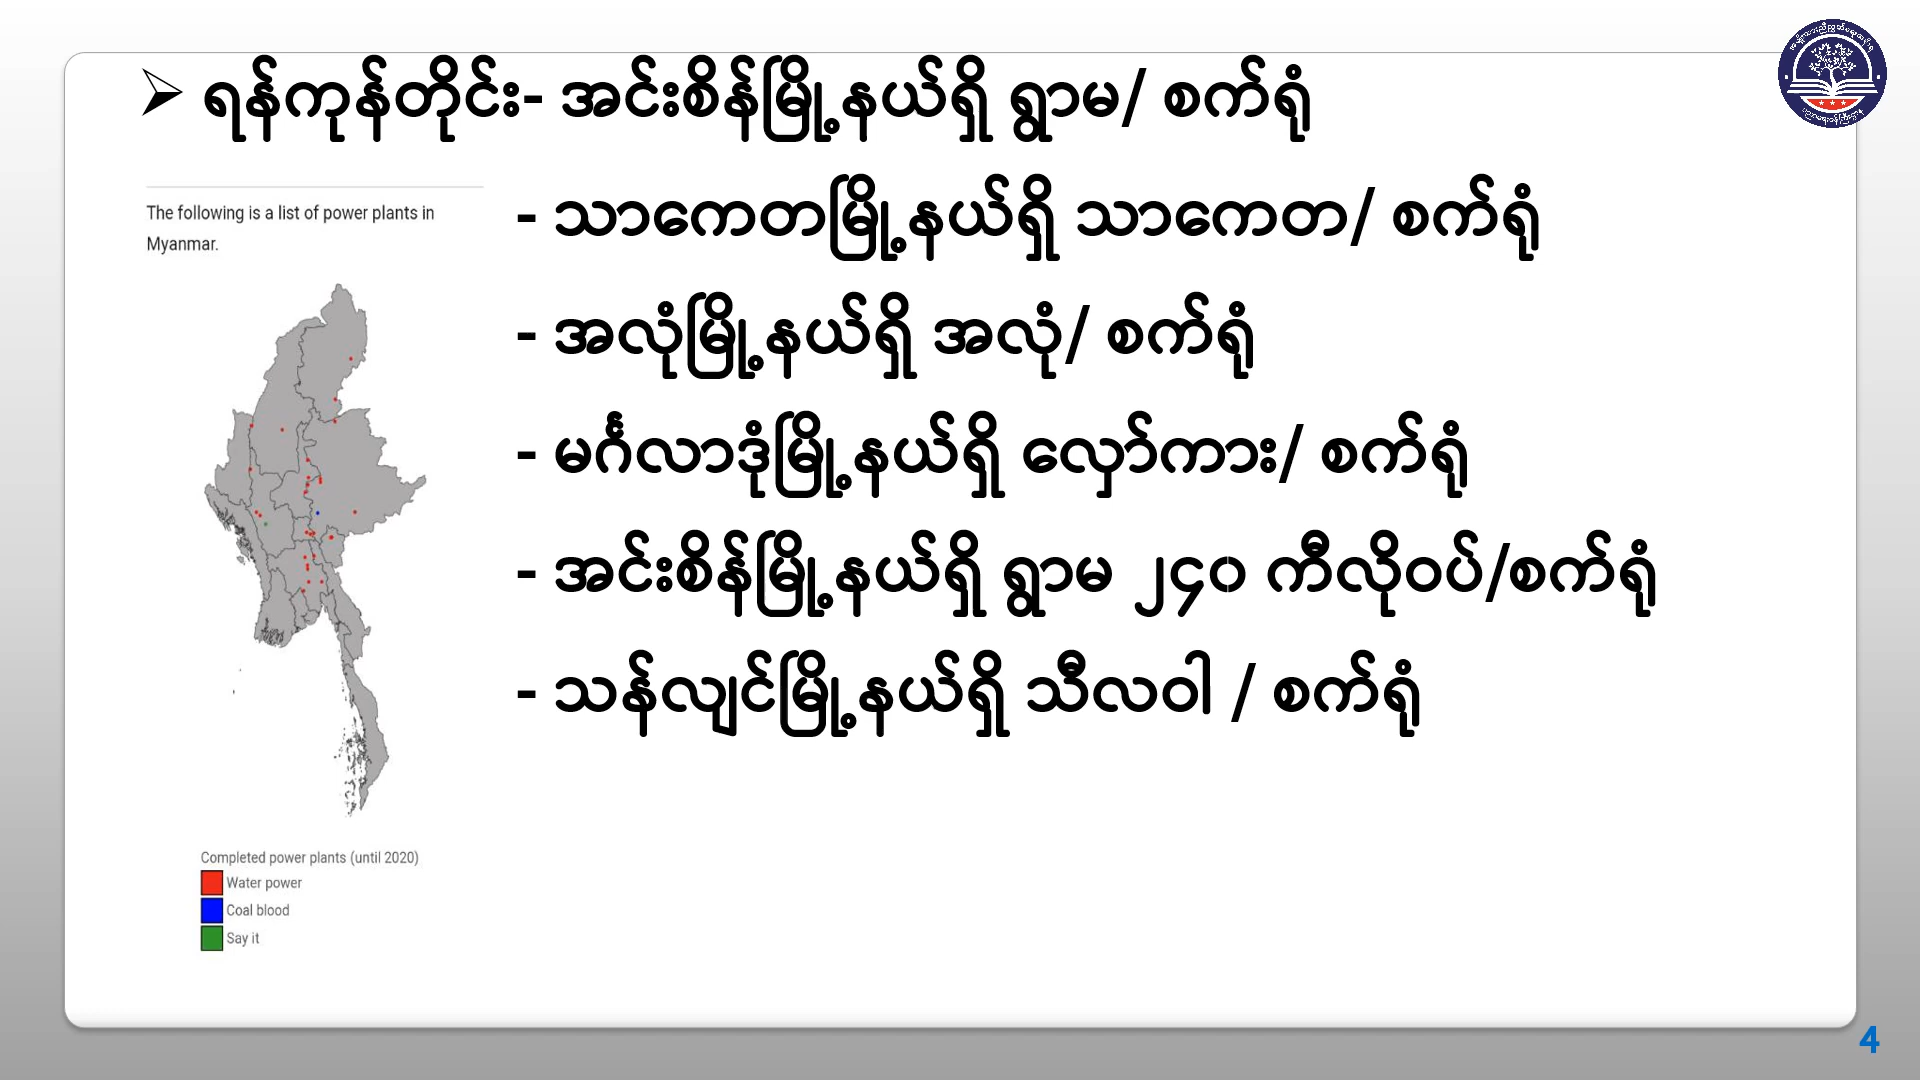 ➢ ရန်ကုန်တိုင်း- အင်းစိန်မြို့နယ်ရှိ ရွာမ/ စက်ရုံ
- သာကေတမြို့နယ်ရှိ သာကေတ/ စက်ရုံ
- အလုံမြို့နယ်ရှိ အလုံ/ စက်ရုံ
- မင်္ဂလာဒုံမြို့နယ်ရှိ လှော်ကား/ စက်ရုံ
- အင်းစိန်မြို့နယ်ရှိ ရွာမ ၂၄၀ ကီလိုဝပ်/စက်ရုံ
- သန်လျင်မြို့နယ်ရှိ သီလဝါ / စက်ရုံ
The following is a list of power plants in
Myanmar.
Completed power plants (until 2020)
Water power
Coal blood
Say it
4